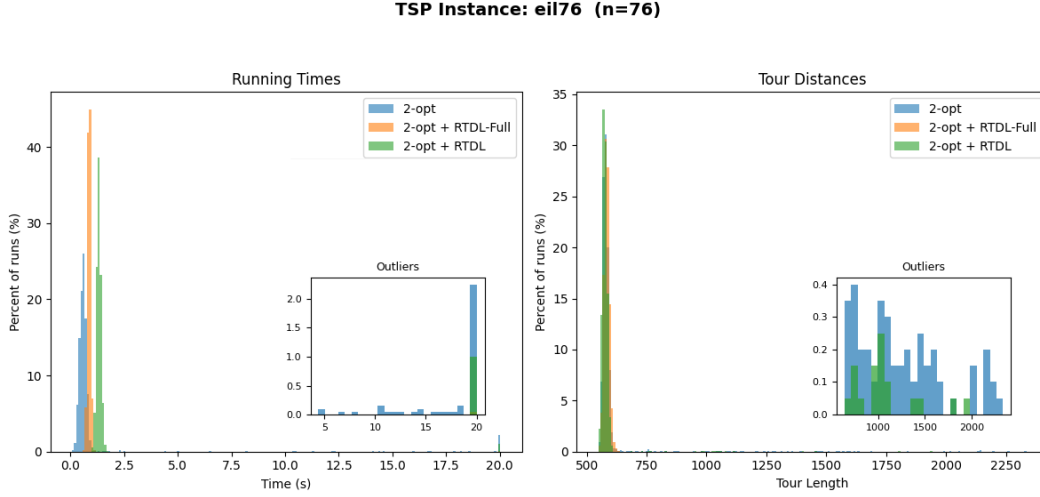 TSP Instance: eil76 (n=76)
Running Times
Percent of runs (%)
40
30
20
10
0
0.0 2.5 5.0 7.5 10.0 12.5 15.0 17.5 20.0
Time (s)
2-opt
2-opt + RTDL-Full
2-opt + RTDL
Outliers
2.0
1.5
1.0
0.5
0.0
5 10 15 20
Tour Distances
Percent of runs (%)
35
30
25
20
15
10
5
0
500 750 1000 1250 1500 1750 2000 2250
Tour Length
2-opt
2-opt + RTDL-Full
2-opt + RTDL
Outliers
0.4
0.3
0.2
0.1
0.0
1000 1500 2000